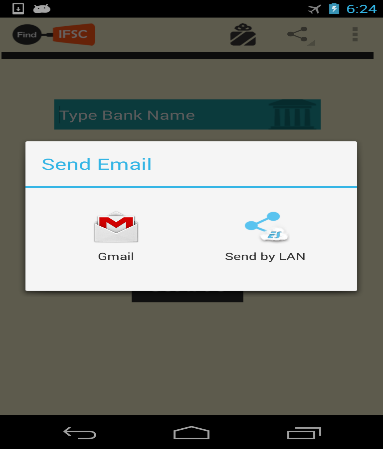 6:24
Find
IFSC
Type Bank Name
Send Email
Gmail
Send by LAN